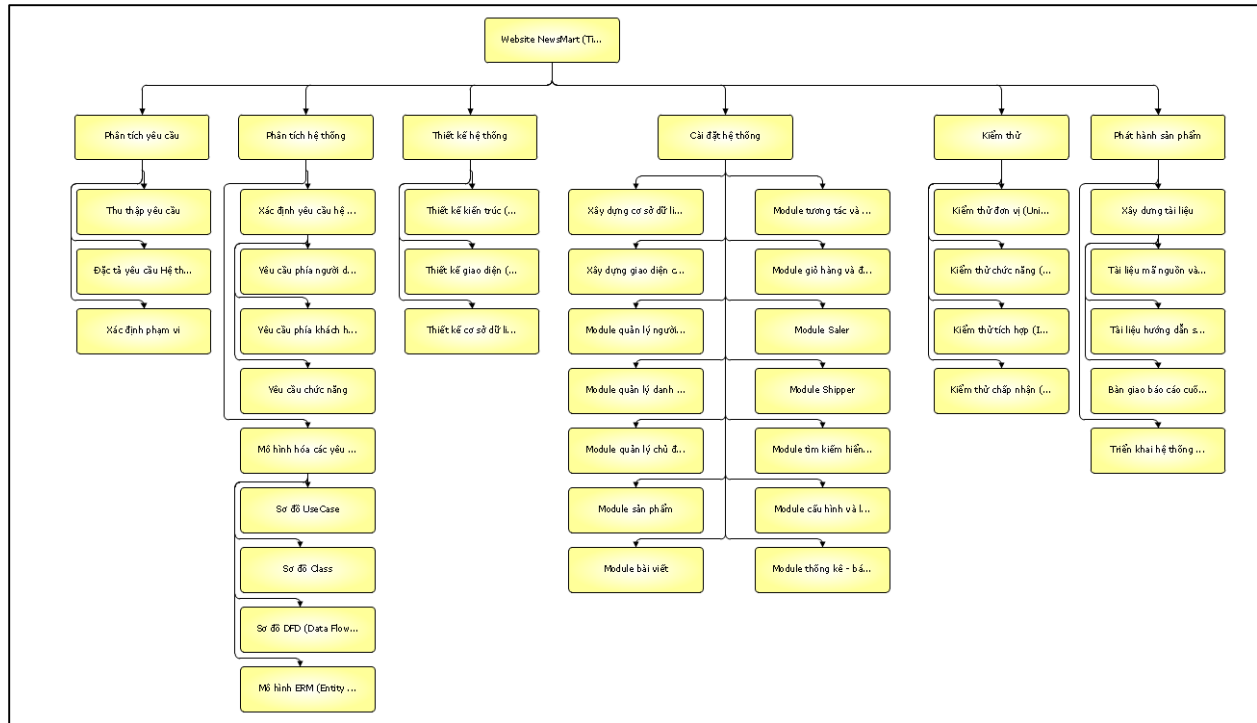 Website NewsMart (Ti...
Phân tích yêu cầu
Phân tích hệ thống
Thiết kế hệ thống
Cài đặt hệ thống
Kiểm thử
Phát hành sản phẩm
Thu thập yêu cầu
Đặc tả yêu cầu Hệ th...
Xác định phạm vi
Xác định yêu cầu hệ ...
Yêu cầu phía người d...
Yêu cầu phía khách h...
Yêu cầu chức năng
Mô hình hóa các yêu ...
Sơ đồ UseCase
Sơ đồ Class
Sơ đồ DFD (Data Flow...
Mô hình ERM (Entity ...
Thiết kế kiến trúc (...
Thiết kế giao diện (...
Thiết kế cơ sở dữ li...
Xây dựng cơ sở dữ li...
Xây dựng giao diện c...
Module quản lý người...
Module quản lý danh ...
Module quản lý chủ đ...
Module sản phẩm
Module bài viết
Module tương tác và ...
Module giỏ hàng và đ...
Module Saler
Module Shipper
Module tìm kiếm hiển...
Module cấu hình và l...
Module thống kê - bá...
Kiểm thử đơn vị (Uni...
Kiểm thử chức năng (...
Kiểm thử tích hợp (I...
Kiểm thử chấp nhận (...
Xây dưng tài liệu
Tài liệu mã nguồn và...
Tài liệu hướng dẫn s...
Bàn giao báo cáo cuố...
Triển khai hệ thống ...